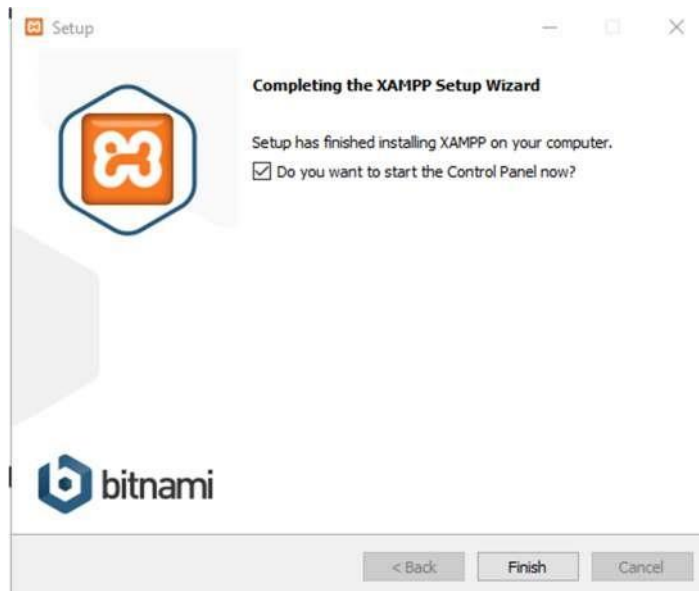 Setup
Completing the XAMPP Setup Wizard
Setup has finished installing XAMPP on your computer.
Do you want to start the Control Panel now?
bitnami
< Back
Finish
Cancel